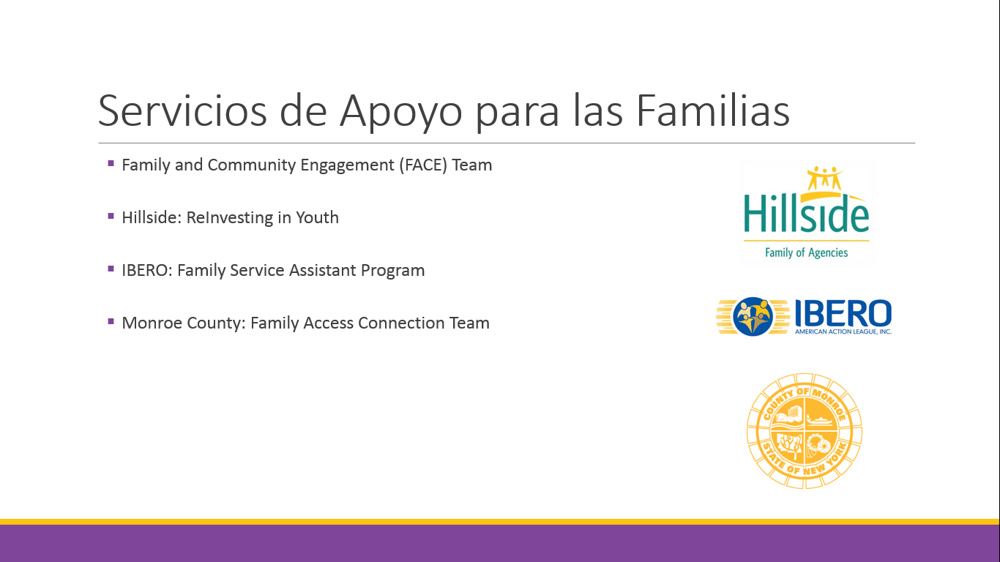 Servicios de Apoyo para las Familias
Family and Community Engagement (FACE) Team
Hillside: ReInvesting in Youth
IBERO: Family Service Assistant Program
Monroe County: Family Access Connection Team
Hillside
Family of Agencies
IBERO
AMERICAN ACTION LEAGUE, INC.
COUNTY OF MONROE
STATE OF NEW YORK